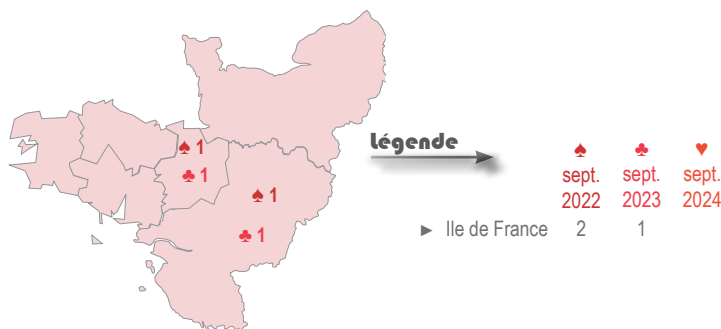 ♠ 1
♣ 1
♠ 1
♣ 1
Légende
♠ ♣ ♥
sept. sept. sept.
2022 2023 2024
► Ile de France 2 1